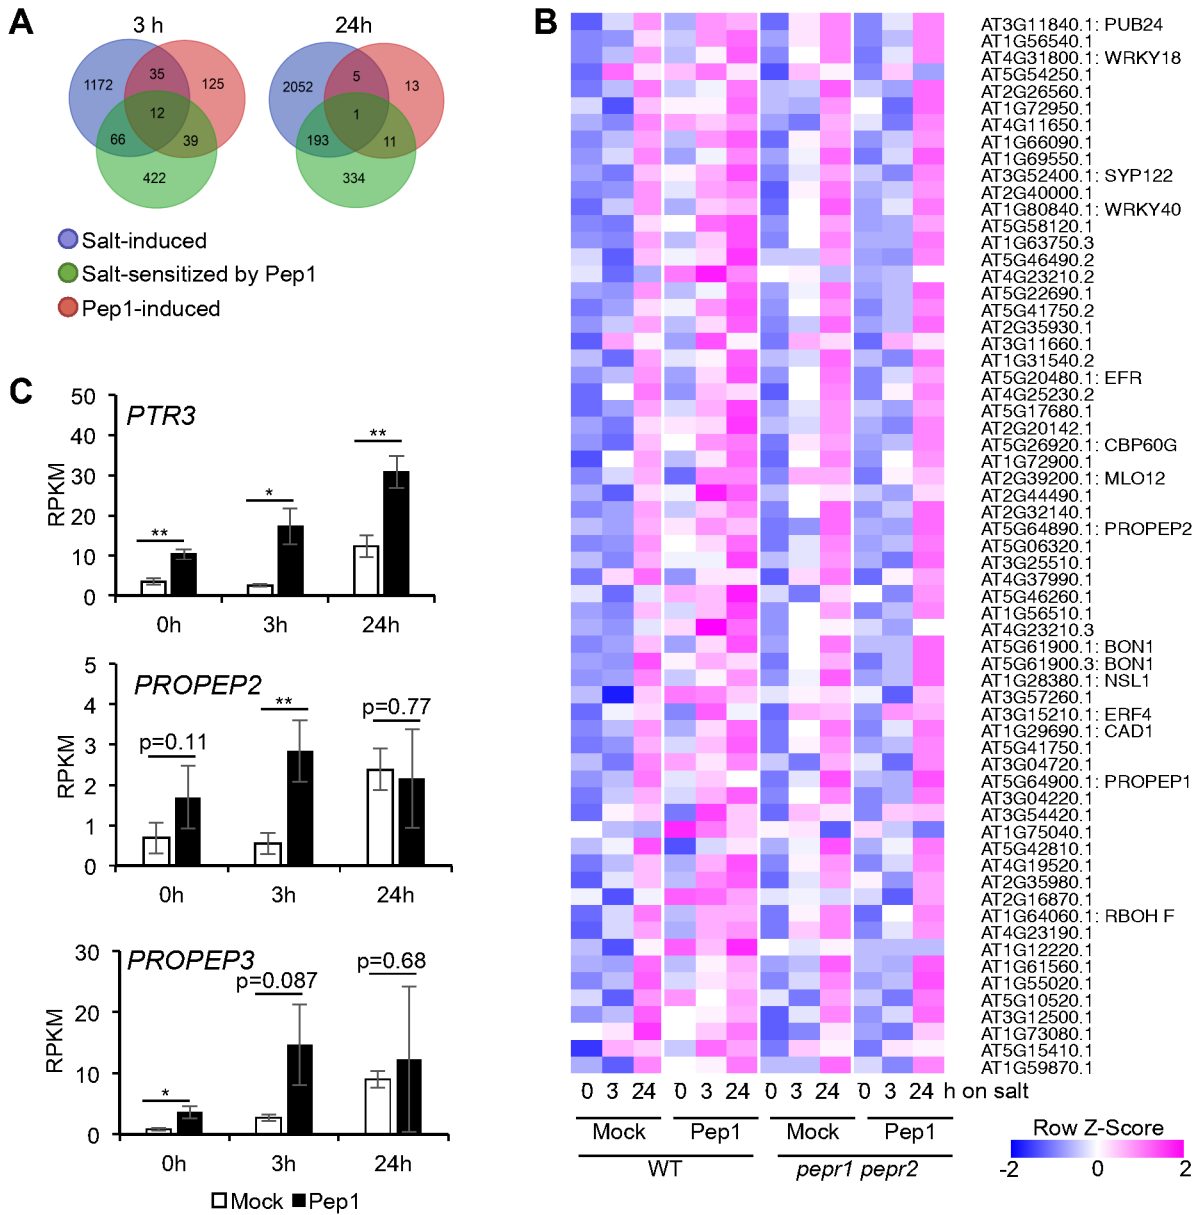 A
3 h
24h
1172
35
125
12
66
39
422
2052
5
13
1
193
11
334
Salt-induced
Salt-sensitized by Pep1
Pep1-induced
B
AT3G11840.1: PUB24
AT1G56540.1
AT4G31800.1: WRKY18
AT5G54250.1
AT2G26560.1
AT1G72950.1
AT4G11650.1
AT1G66090.1
AT1G69550.1
AT3G52400.1: SYP122
AT2G40000.1
AT1G80840.1: WRKY40
AT5G58120.1
AT1G63750.3
AT5G46490.2
AT4G23210.2
AT5G22690.1
AT5G41750.2
AT2G35930.1
AT3G11660.1
AT1G31540.2
AT5G20480.1: EFR
AT4G25230.2
AT5G17680.1
AT2G20142.1
AT5G26920.1: CBP60G
AT1G72900.1
AT2G39200.1: MLO12
AT2G44490.1
AT2G32140.1
AT5G64890.1: PROPEP2
AT5G06320.1
AT3G25510.1
AT4G37990.1
AT5G46260.1
AT1G56510.1
AT4G23210.3
AT5G61900.1: BON1
AT5G61900.3: BON1
AT1G28380.1: NSL1
AT3G57260.1
AT3G15210.1: ERF4
AT1G29690.1: CAD1
AT5G41750.1
AT3G04720.1
AT5G64900.1: PROPEP1
AT3G04220.1
AT3G54420.1
AT1G75040.1
AT5G42810.1
AT4G19520.1
AT2G35980.1
AT2G16870.1
AT1G64060.1: RBOH F
AT4G23190.1
AT1G12220.1
AT1G61560.1
AT1G55020.1
AT5G10520.1
AT3G12500.1
AT1G73080.1
AT5G15410.1
AT1G59870.1
0 3 24 0 3 24 0 3 24 0 3 24 h on salt
Mock Pep1 Mock Pep1
WT pepr1 pepr2
Row Z-Score
-2 0 2
C
PTR3
RPKM
50
40
30
20
10
0
** * **
0h 3h 24h
PROPEP2
RPKM
5
4
3
2
1
0
p=0.11 ** p=0.77
0h 3h 24h
PROPEP3
RPKM
30
20
10
0
* p=0.087 p=0.68
0h 3h 24h
Mock Pep1